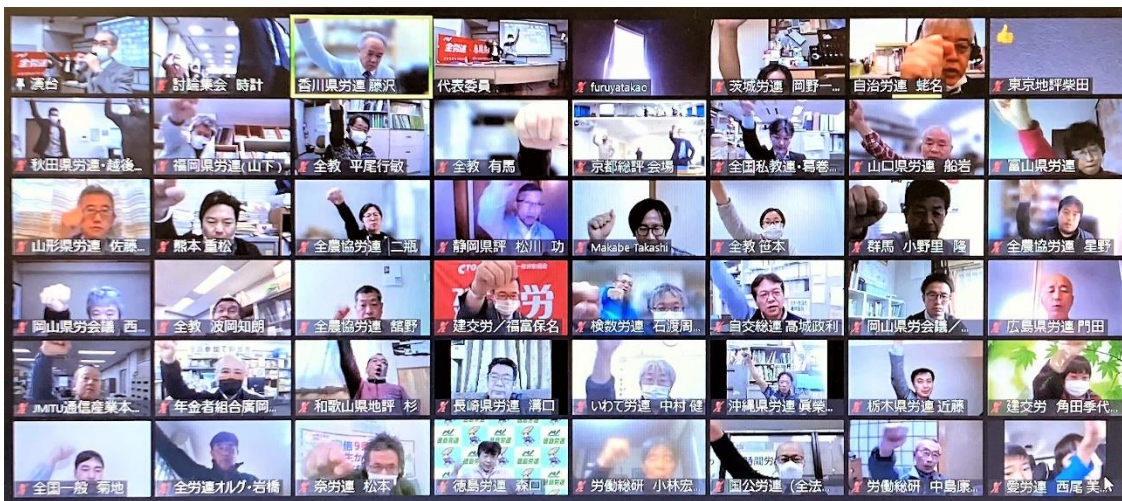 演台
討論集会 時計
香川県労連 藤沢
代表委員
furuyatakao
茨城労連 岡野一...
自治労連 蛯名
東京地評柴田
秋田県労連・越後...
福岡県労連(山下)
全教 平尾行敏
全教 有馬
京都総評 会場
全国私教連・葛巻...
山口県労連 船岩
富山県労連
山形県労連 佐藤...
熊本 重松
全農協労連 二瓶
静岡県評 松川 功
Makabe Takashi
全教 笹本
群馬 小野里 隆
全農協労連 星野
岡山県労会議 西...
全教 波岡知朗
全農協労連 舘野
建交労/福富保名
検数労連 石渡周...
自交総連 高城政利
岡山県労会議/...
広島県労連 門田
JMITU通信産業本...
年金者組合廣岡...
和歌山県地評 杉
長崎県労連 溝口
いわて労連 中村 健
沖縄県労連 眞榮...
栃木県労連 近藤
建交労 角田季代...
全国一般 菊地
全労連オルグ・岩橋
奈労連 松本
徳島労連 森口
労働総研 小林宏...
国公労連 (全法...
労働総研 中島康...
愛労連 西尾 美...